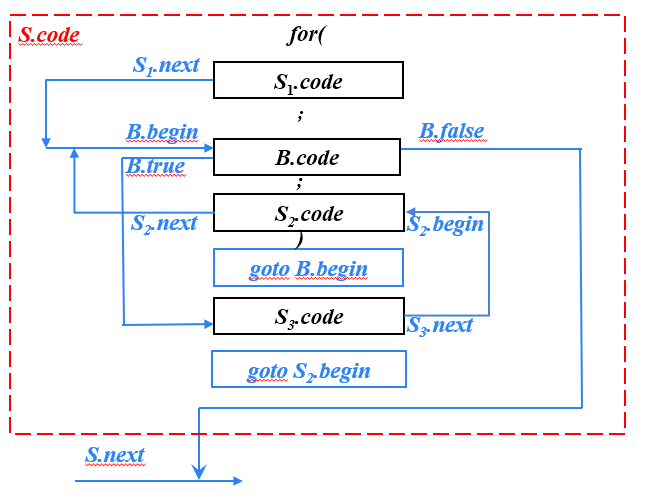 S.code
for(
S₁.next
S₁.code
;
B.begin
B.false
B.code
B.true
;
S₂.code
S₂.next
S₂.begin
)
goto B.begin
S₃.code
S₃.next
goto S₂.begin
S.next